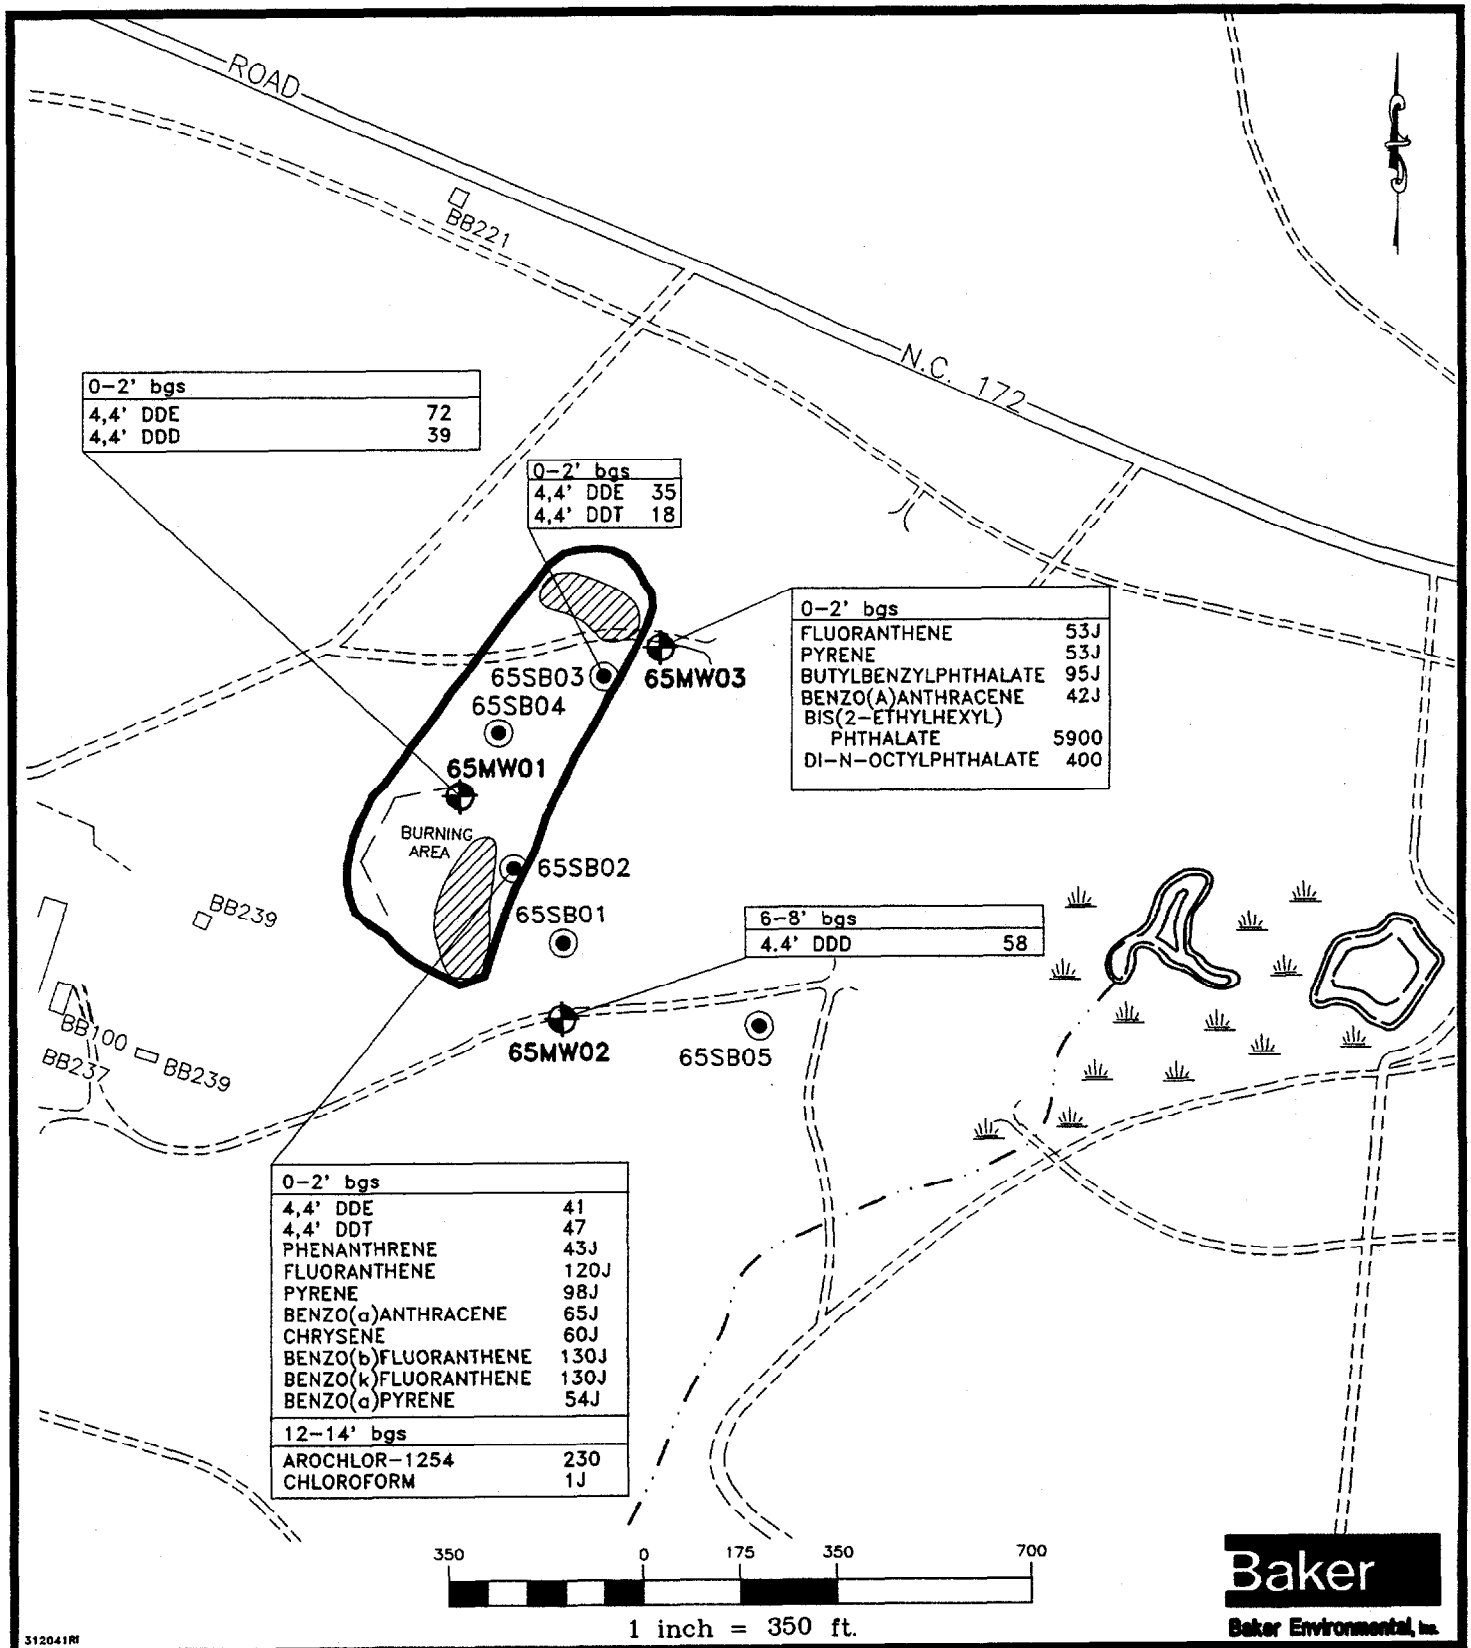 ROAD
BB221
N.C. 172
0-2' bgs
4,4' DDE 72
4,4' DDD 39
0-2' bgs
4,4' DDE 35
4,4' DDT 18
0-2' bgs
FLUORANTHENE 53J
PYRENE 53J
BUTYLBENZYLPHTHALATE 95J
BENZO(A)ANTHRACENE 42J
BIS(2-ETHYLHEXYL)
PHTHALATE 5900
DI-N-OCTYLPHTHALATE 400
65SB03
65MW03
65SB04
65MW01
BURNING
AREA
65SB02
BB239
65SB01
6-8' bgs
4.4' DDD 58
BB100
BB237
BB239
65MW02
65SB05
0-2' bgs
4,4' DDE 41
4,4' DDT 47
PHENANTHRENE 43J
FLUORANTHENE 120J
PYRENE 98J
BENZO(a)ANTHRACENE 65J
CHRYSENE 60J
BENZO(b)FLUORANTHENE 130J
BENZO(k)FLUORANTHENE 130J
BENZO(a)PYRENE 54J
12-14' bgs
AROCHLOR-1254 230
CHLOROFORM 1J
350 0 175 350 700
1 inch = 350 ft.
Baker
Baker Environmental, Inc.
312041RI